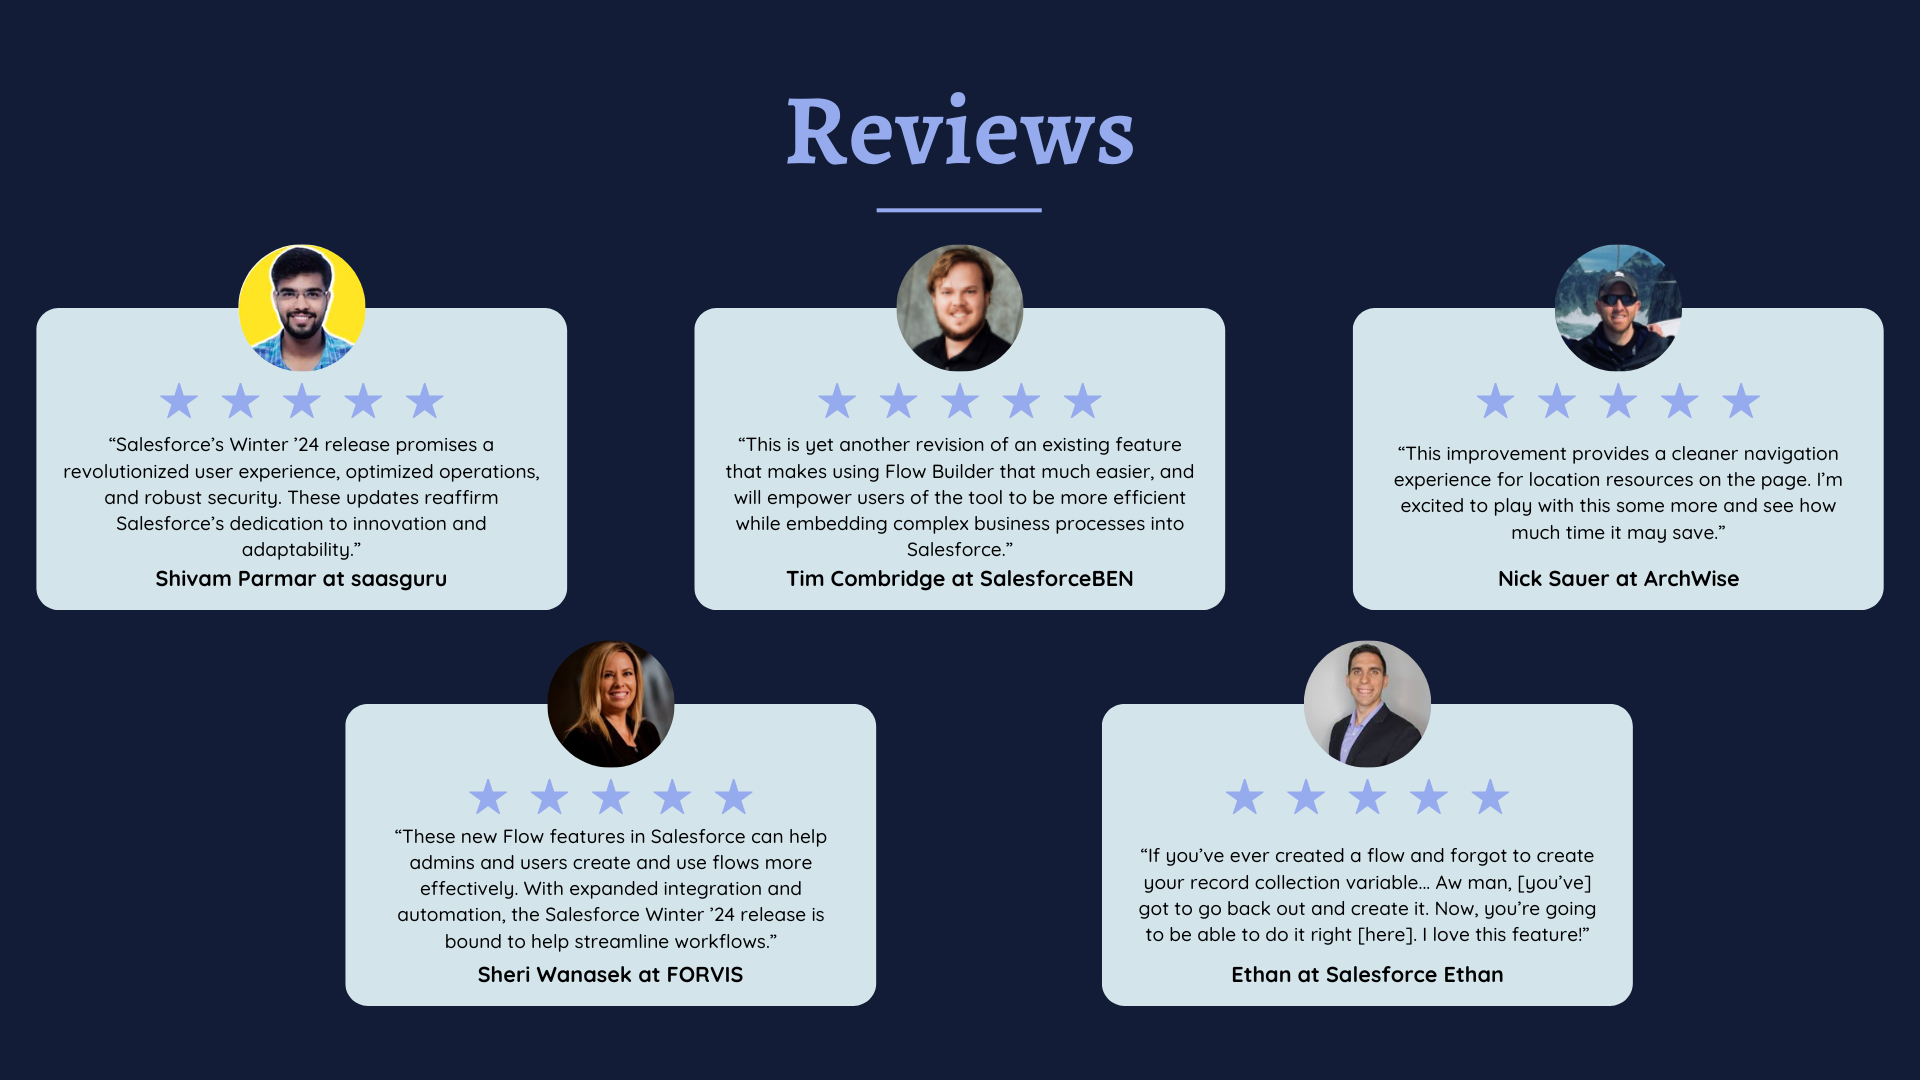 Reviews
“Salesforce’s Winter ’24 release promises a
revolutionized user experience, optimized operations,
and robust security. These updates reaffirm
Salesforce’s dedication to innovation and
adaptability.”
Shivam Parmar at saasguru
“This is yet another revision of an existing feature
that makes using Flow Builder that much easier, and
will empower users of the tool to be more efficient
while embedding complex business processes into
Salesforce.”
Tim Combridge at SalesforceBEN
“This improvement provides a cleaner navigation
experience for location resources on the page. I’m
excited to play with this some more and see how
much time it may save.”
Nick Sauer at ArchWise
“These new Flow features in Salesforce can help
admins and users create and use flows more
effectively. With expanded integration and
automation, the Salesforce Winter ’24 release is
bound to help streamline workflows.”
Sheri Wanasek at FORVIS
“If you’ve ever created a flow and forgot to create
your record collection variable... Aw man, [you’ve]
got to go back out and create it. Now, you’re going
to be able to do it right [here]. I love this feature!”
Ethan at Salesforce Ethan